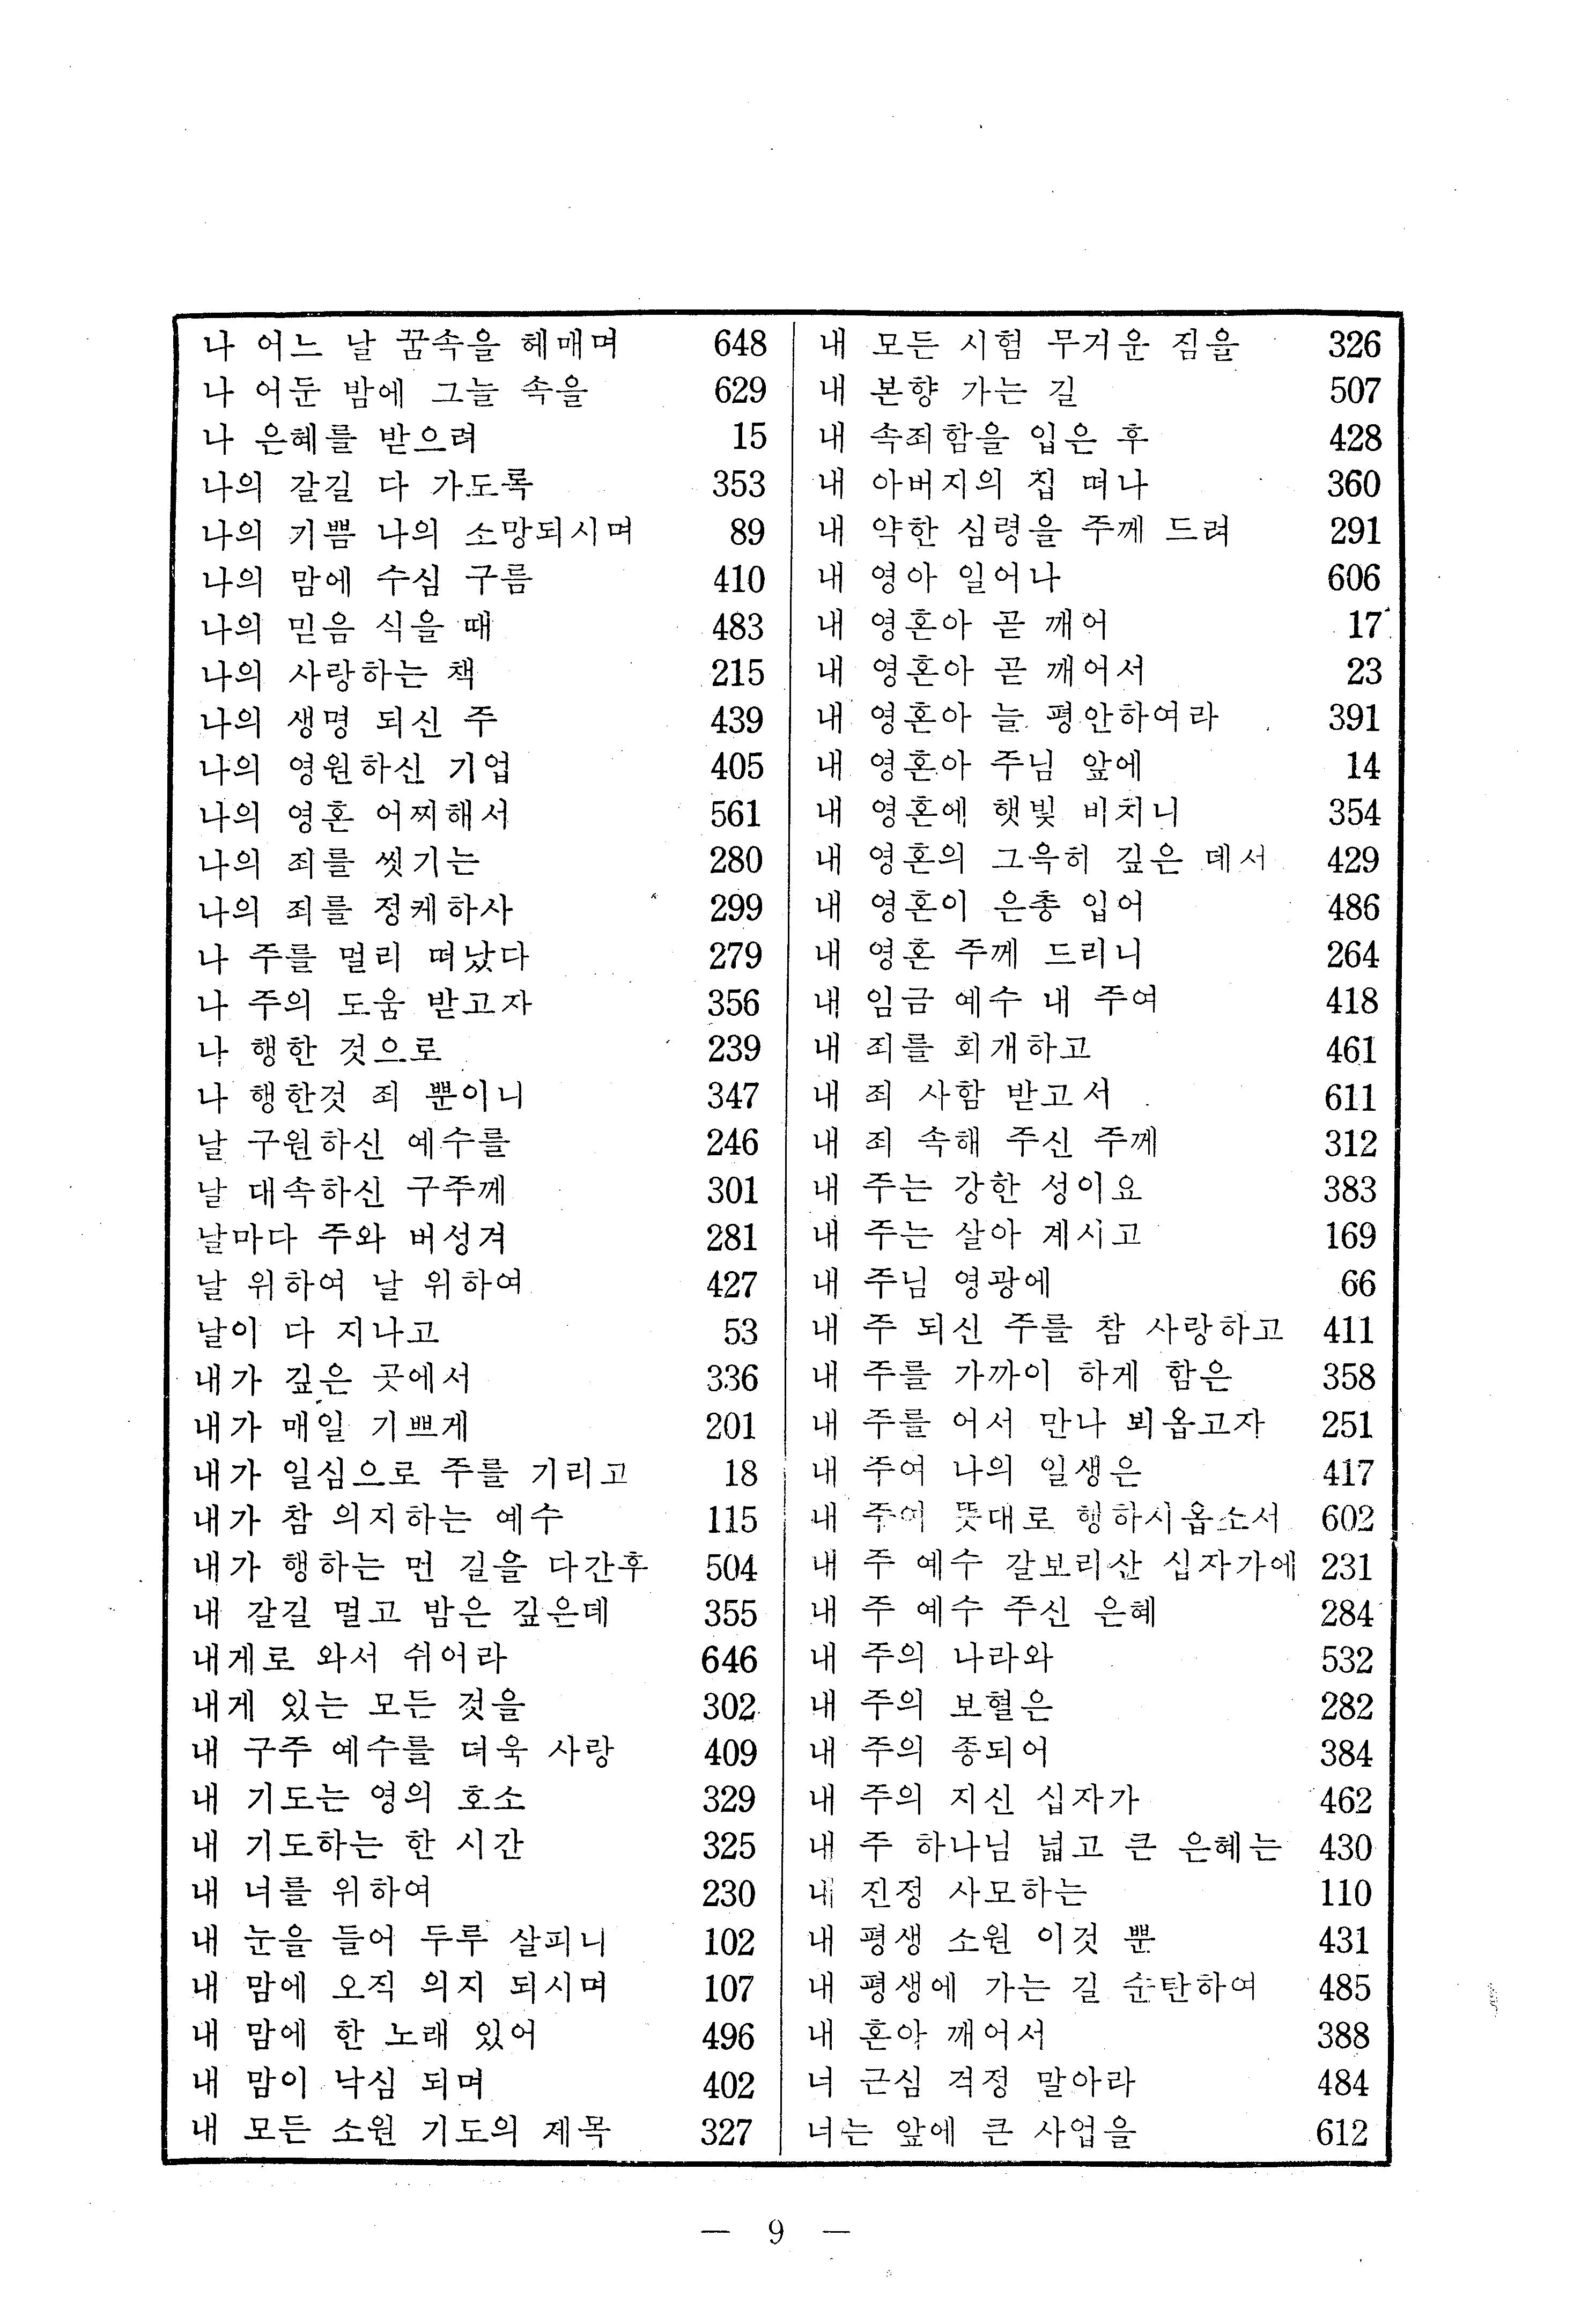 나 어느 날 꿈속을 헤매며 648
나 어둔 밤에 그늘 속을 629
나 은혜를 받으려 15
나의 갈길 다 가도록 353
나의 기쁨 나의 소망되시며 89
나의 맘에 수심 구름 410
나의 믿음 식을 때 483
나의 사랑하는 책 215
나의 생명 되신 주 439
나의 영원하신 기업 405
나의 영혼 어찌해서 561
나의 죄를 씻기는 280
나의 죄를 정케하사 299
나 주를 멀리 떠났다 279
나 주의 도움 받고자 356
나 행한 것으로 239
나 행한것 죄 뿐이니 347
날 구원하신 예수를 246
날 대속하신 구주께 301
날마다 주와 버성겨 281
날 위하여 날 위하여 427
날이 다 지나고 53
내가 깊은 곳에서 336
내가 매일 기쁘게 201
내가 일심으로 주를 기리고 18
내가 참 의지하는 예수 115
내가 행하는 먼 길을 다간후 504
내 갈길 멀고 밤은 깊은데 355
내게로 와서 쉬어라 646
내게 있는 모든 것을 302
내 구주 예수를 더욱 사랑 409
내 기도는 영의 호소 329
내 기도하는 한 시간 325
내 너를 위하여 230
내 눈을 들어 두루 살피니 102
내 맘에 오직 의지 되시며 107
내 맘에 한 노래 있어 496
내 맘이 낙심 되며 402
내 모든 소원 기도의 제목 327
내 모든 시험 무거운 짐을 326
내 본향 가는 길 507
내 속죄함을 입은 후 428
내 아버지의 집 떠나 360
내 약한 심령을 주께 드려 291
내 영아 일어나 606
내 영혼아 곧 깨어 17
내 영혼아 곧 깨어서 23
내 영혼아 늘 평안하여라 391
내 영혼아 주님 앞에 14
내 영혼에 햇빛 비치니 354
내 영혼의 그윽히 깊은 데서 429
내 영혼이 은총 입어 486
내 영혼 주께 드리니 264
내 임금 예수 내 주여 418
내 죄를 회개하고 461
내 죄 사함 받고서 611
내 죄 속해 주신 주께 312
내 주는 강한 성이요 383
내 주는 살아 계시고 169
내 주님 영광에 66
내 주 되신 주를 참 사랑하고 411
내 주를 가까이 하게 함은 358
내 주를 어서 만나 뵈옵고자 251
내 주여 나의 일생은 417
내 주여 뜻대로 행하시옵소서 602
내 주 예수 갈보리산 십자가에 231
내 주 예수 주신 은혜 284
내 주의 나라와 532
내 주의 보혈은 282
내 주의 종되어 384
내 주의 지신 십자가 462
내 주 하나님 넓고 큰 은혜는 430
내 진정 사모하는 110
내 평생 소원 이것 뿐 431
내 평생에 가는 길 순탄하여 485
내 혼아 깨어서 388
너 근심 걱정 말아라 484
너는 앞에 큰 사업을 612
— 9 —